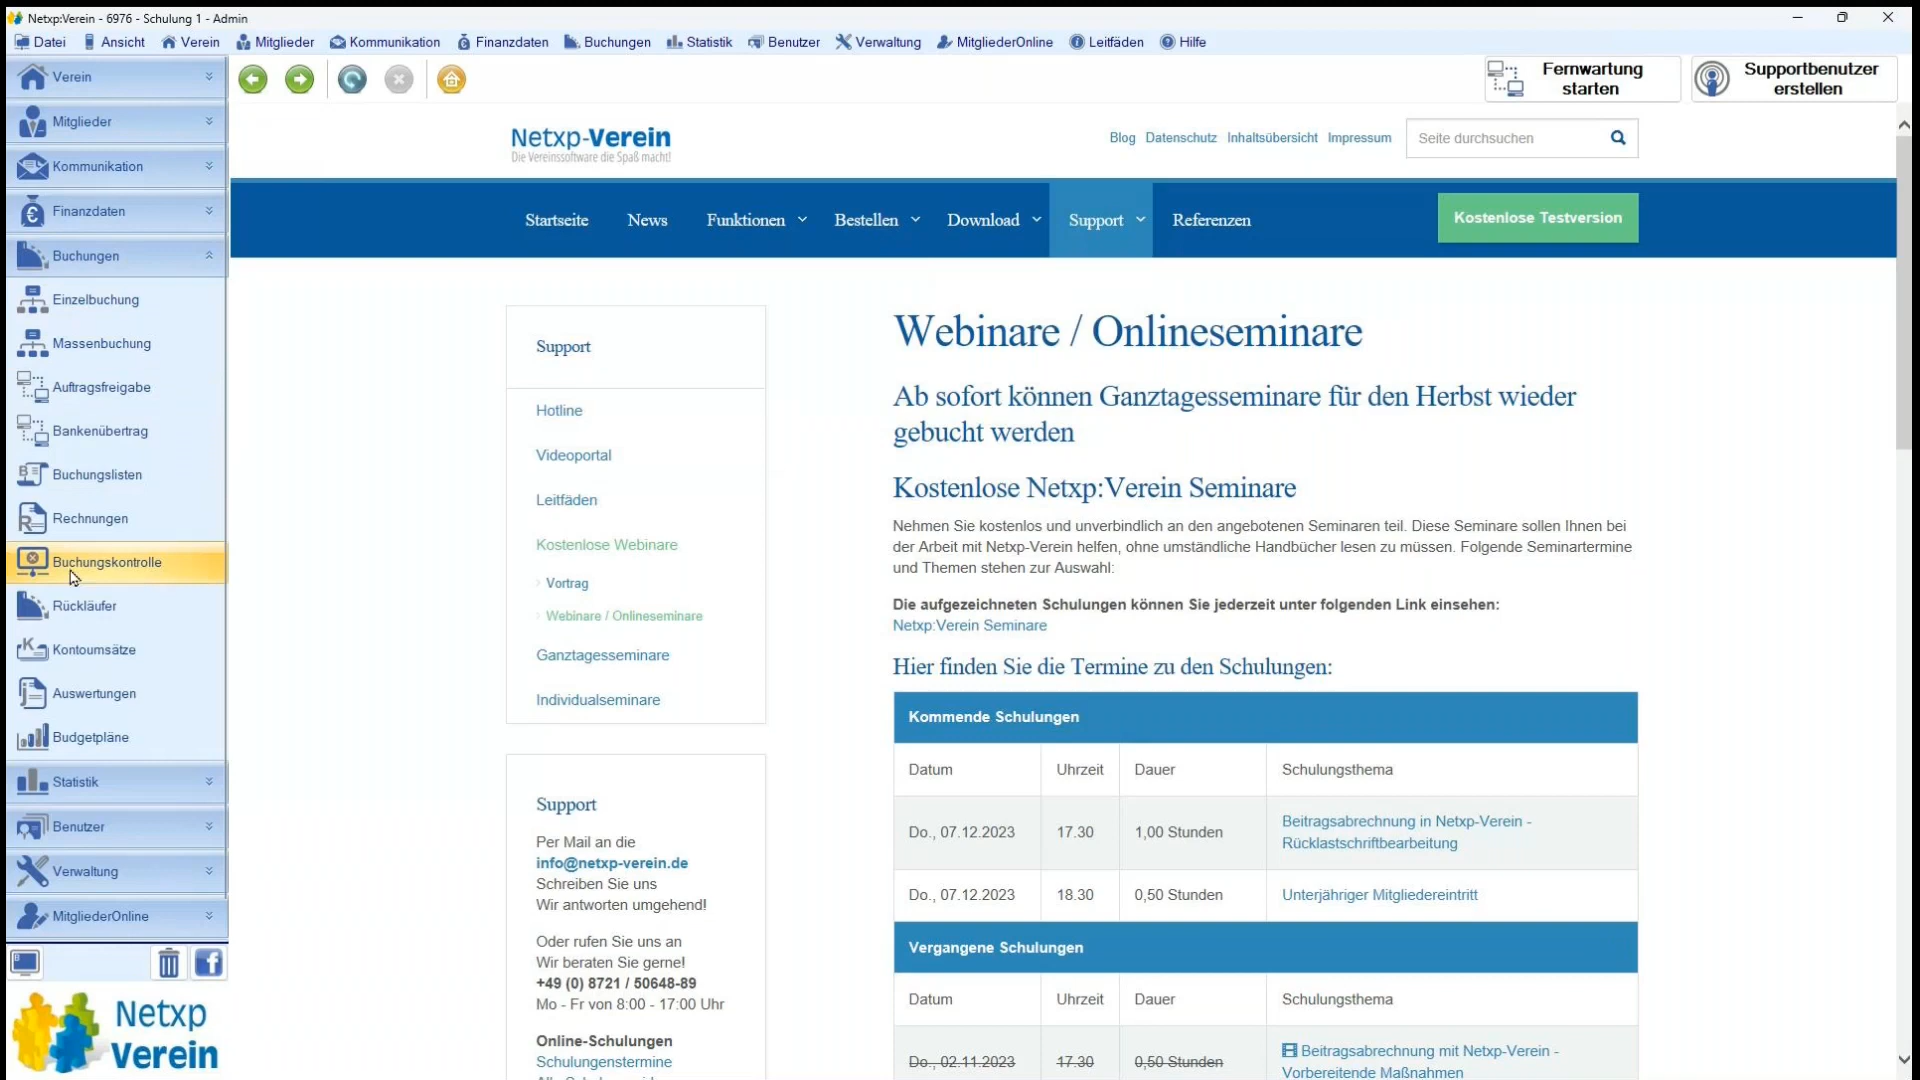 Netxp:Verein - 6976 - Schulung 1 - Admin
Datei Ansicht Verein Mitglieder Kommunikation Finanzdaten Buchungen Statistik Benutzer Verwaltung MitgliederOnline Leitfäden Hilfe
Verein
Mitglieder
Kommunikation
Finanzdaten
Buchungen
Einzelbuchung
Massenbuchung
Auftragsfreigabe
Bankenübertrag
Buchungslisten
Rechnungen
Buchungskontrolle
Rückläufer
Kontoumsätze
Auswertungen
Budgetpläne
Statistik
Benutzer
Verwaltung
MitgliederOnline
Netxp
Verein
Fernwartung
starten
Supportbenutzer
erstellen
Netxp-Verein
Die Vereinssoftware die Spaß macht!
Blog Datenschutz Inhaltsübersicht Impressum
Seite durchsuchen
Startseite News Funktionen Bestellen Download Support Referenzen
Kostenlose Testversion
Support
Hotline
Videoportal
Leitfäden
Kostenlose Webinare
Vortrag
Webinare / Onlineseminare
Ganztagesseminare
Individualseminare
Support
Per Mail an die
info@netxp-verein.de
Schreiben Sie uns
Wir antworten umgehend!
Oder rufen Sie uns an
Wir beraten Sie gerne!
+49 (0) 8721 / 50648-89
Mo - Fr von 8:00 - 17:00 Uhr
Online-Schulungen
Schulungenstermine
Webinare / Onlineseminare
Ab sofort können Ganztagesseminare für den Herbst wieder
gebucht werden
Kostenlose Netxp:Verein Seminare
Nehmen Sie kostenlos und unverbindlich an den angebotenen Seminaren teil. Diese Seminare sollen Ihnen bei
der Arbeit mit Netxp-Verein helfen, ohne umständliche Handbücher lesen zu müssen. Folgende Seminartermine
und Themen stehen zur Auswahl:
Die aufgezeichneten Schulungen können Sie jederzeit unter folgenden Link einsehen:
Netxp:Verein Seminare
Hier finden Sie die Termine zu den Schulungen:
Kommende Schulungen
Datum Uhrzeit Dauer Schulungsthema
Do., 07.12.2023 17.30 1,00 Stunden Beitragsabrechnung in Netxp-Verein -
Rücklastschriftbearbeitung
Do., 07.12.2023 18.30 0,50 Stunden Unterjähriger Mitgliedereintritt
Vergangene Schulungen
Datum Uhrzeit Dauer Schulungsthema
Do., 02.11.2023 17.30 0,50 Stunden Beitragsabrechnung mit Netxp-Verein -
Vorbereitende Maßnahmen